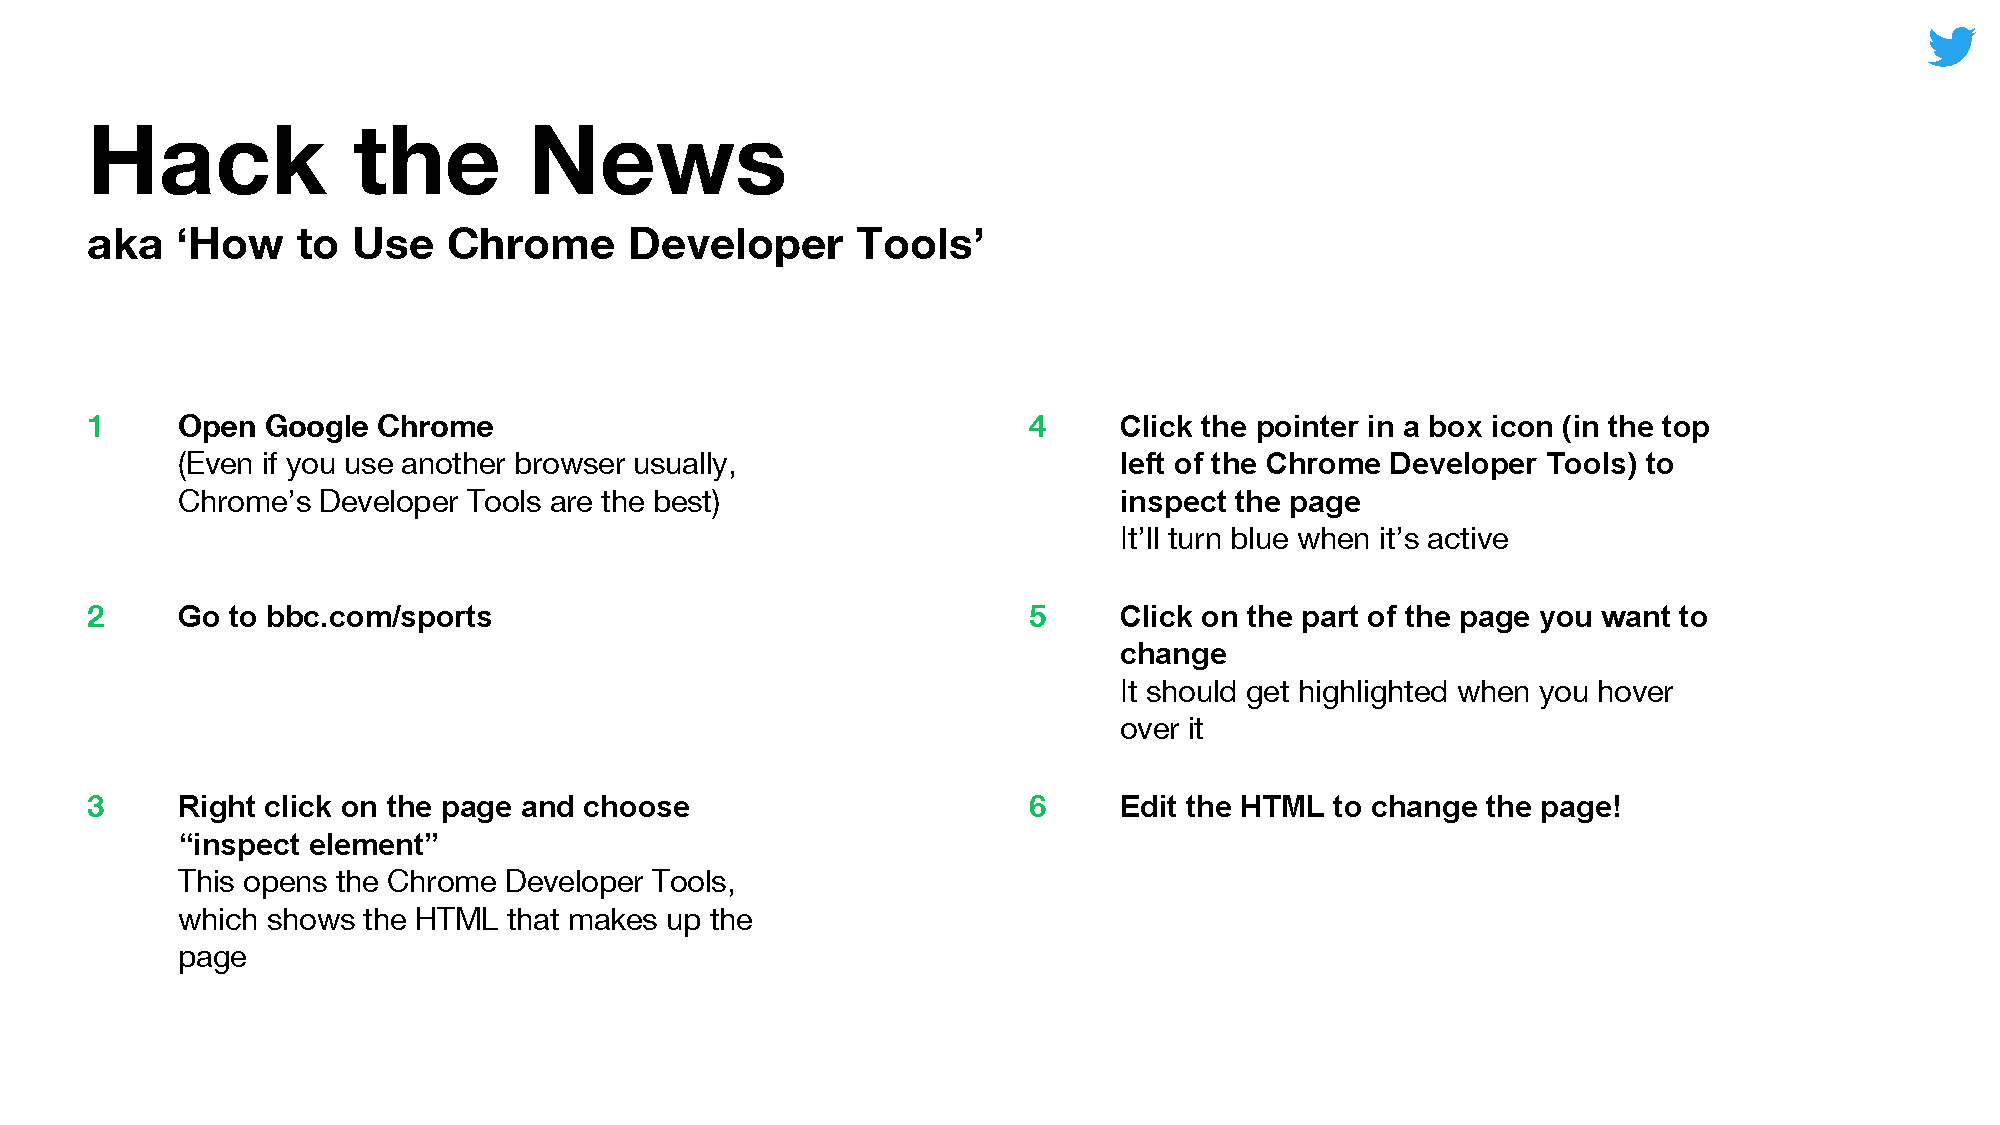 Hack the News
aka ‘How to Use Chrome Developer Tools’
1 Open Google Chrome
(Even if you use another browser usually,
Chrome’s Developer Tools are the best)
2 Go to bbc.com/sports
3 Right click on the page and choose
“inspect element”
This opens the Chrome Developer Tools,
which shows the HTML that makes up the
page
4 Click the pointer in a box icon (in the top
left of the Chrome Developer Tools) to
inspect the page
It’ll turn blue when it’s active
5 Click on the part of the page you want to
change
It should get highlighted when you hover
over it
6 Edit the HTML to change the page!